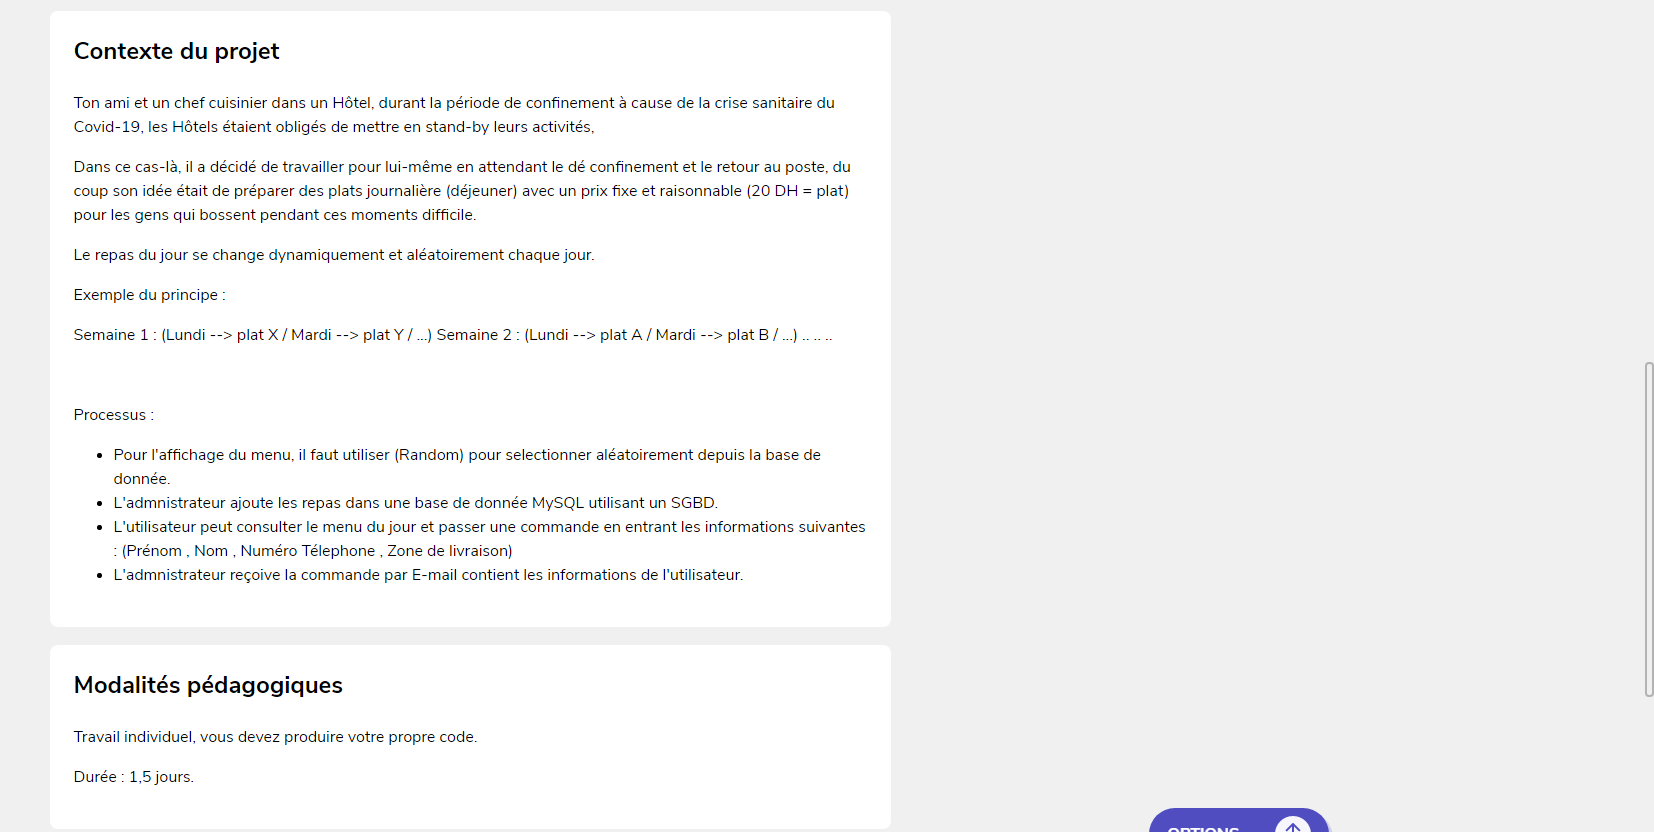 Contexte du projet
Ton ami et un chef cuisinier dans un Hôtel, durant la période de confinement à cause de la crise sanitaire du
Covid-19, les Hôtels étaient obligés de mettre en stand-by leurs activités,
Dans ce cas-là, il a décidé de travailler pour lui-même en attendant le dé confinement et le retour au poste, du
coup son idée était de préparer des plats journalière (déjeuner) avec un prix fixe et raisonnable (20 DH = plat)
pour les gens qui bossent pendant ces moments difficile.
Le repas du jour se change dynamiquement et aléatoirement chaque jour.
Exemple du principe :
Semaine 1 : (Lundi --> plat X / Mardi --> plat Y / ...) Semaine 2 : (Lundi --> plat A / Mardi --> plat B / ...) .. .. ..
Processus :
• Pour l'affichage du menu, il faut utiliser (Random) pour selectionner aléatoirement depuis la base de
donnée.
• L'admnistrateur ajoute les repas dans une base de donnée MySQL utilisant un SGBD.
• L'utilisateur peut consulter le menu du jour et passer une commande en entrant les informations suivantes
: (Prénom , Nom , Numéro Télephone , Zone de livraison)
• L'admnistrateur reçoive la commande par E-mail contient les informations de l'utilisateur.
Modalités pédagogiques
Travail individuel, vous devez produire votre propre code.
Durée : 1,5 jours.
OPTIONS